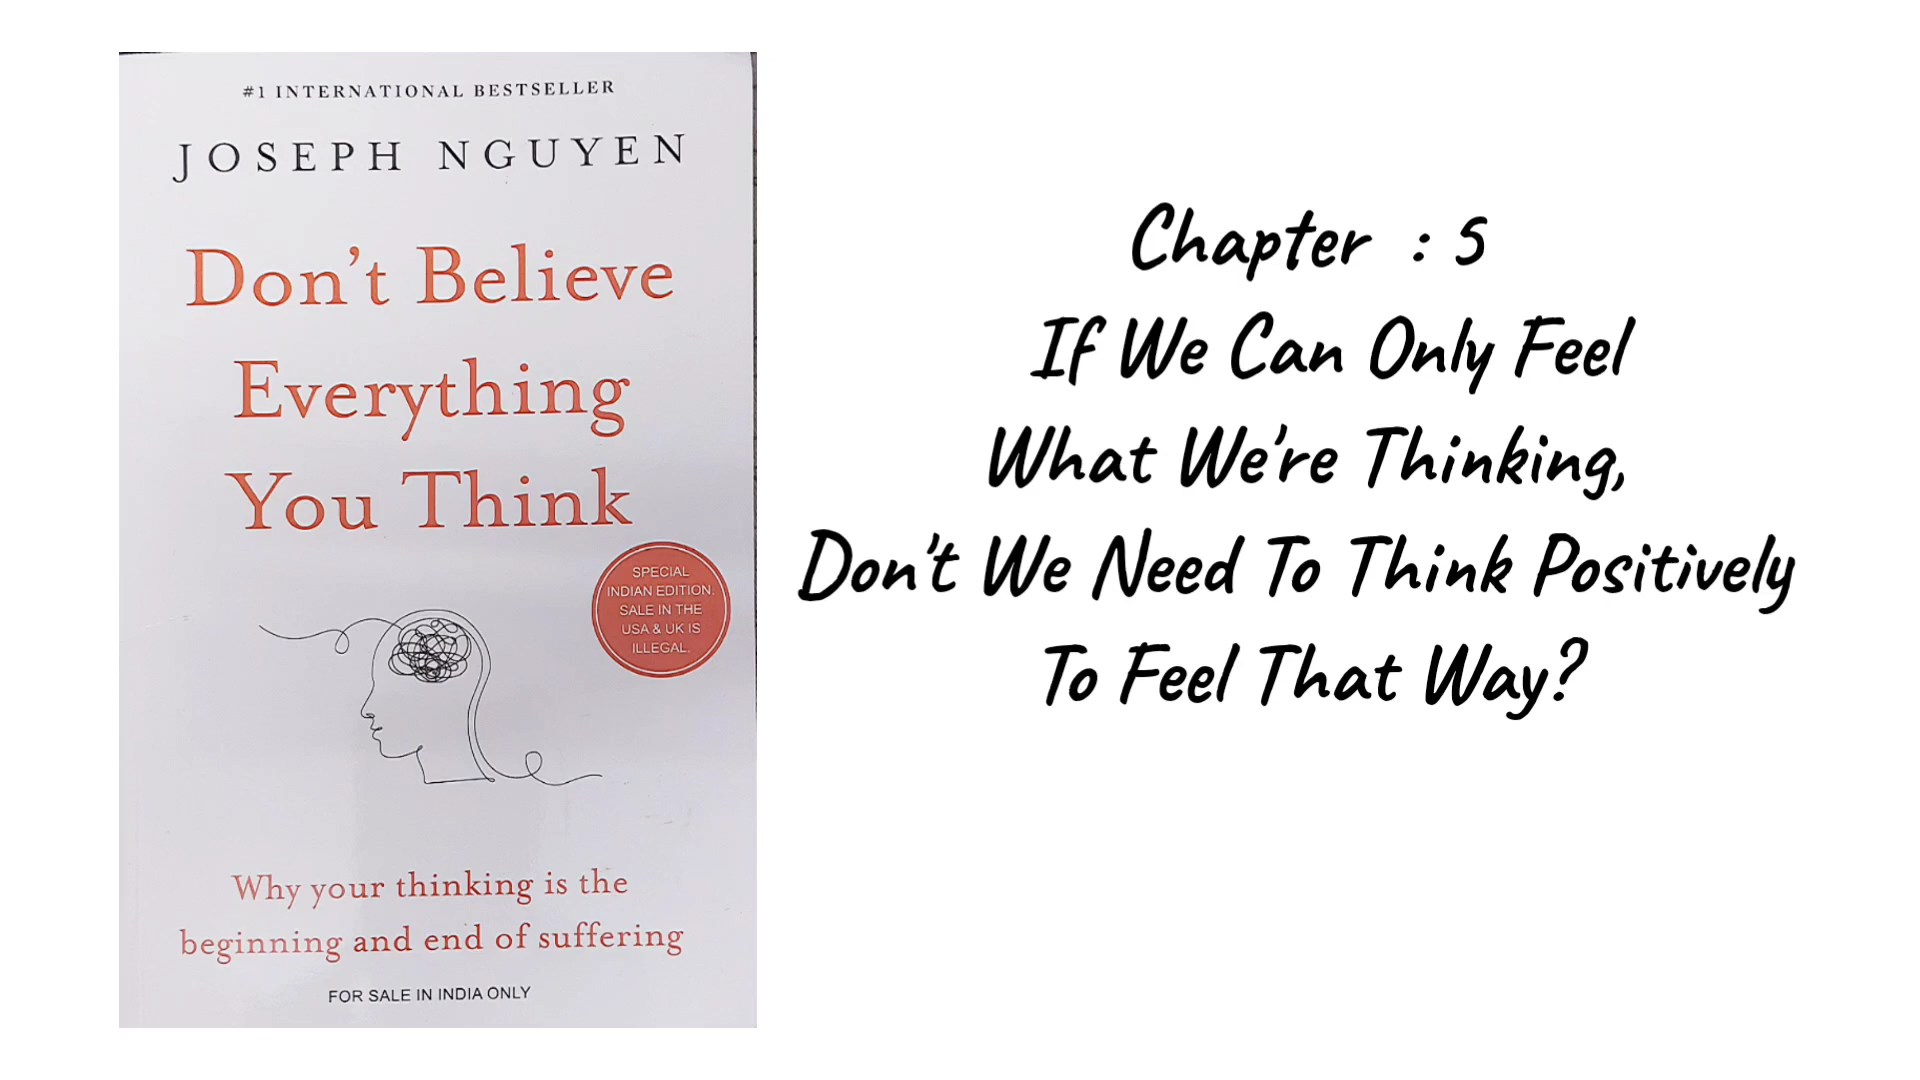 #1 INTERNATIONAL BESTSELLER
JOSEPH NGUYEN
Don't Believe
Everything
You Think
SPECIAL
INDIAN EDITION.
SALE IN THE
USA & UK IS
ILLEGAL.
Why your thinking is the
beginning and end of suffering
FOR SALE IN INDIA ONLY
Chapter : 5
If We Can Only Feel
What We're Thinking,
Don't We Need To Think Positively
To Feel That Way?